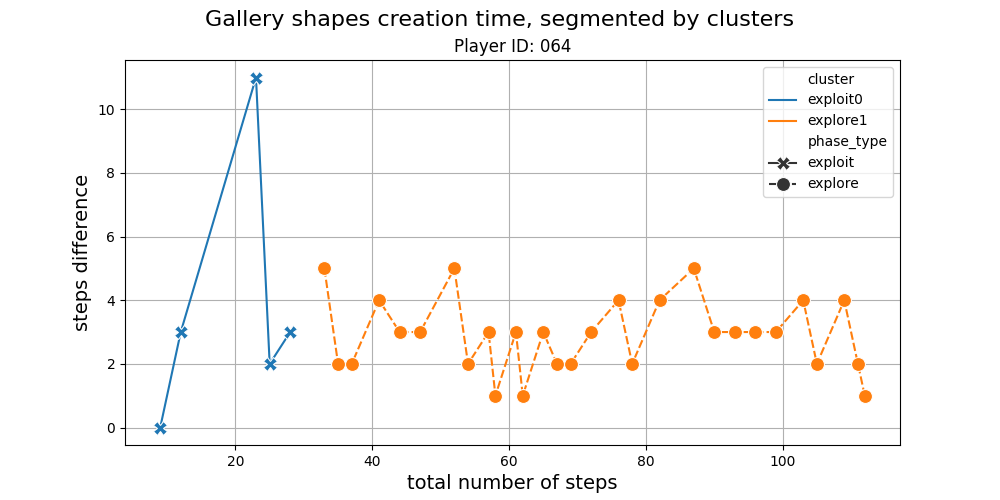 Gallery shapes creation time, segmented by clusters
Player ID: 064
cluster
exploit0
explore1
phase_type
exploit
explore
steps difference
10
8
6
4
2
0
20
40
60
80
100
total number of steps